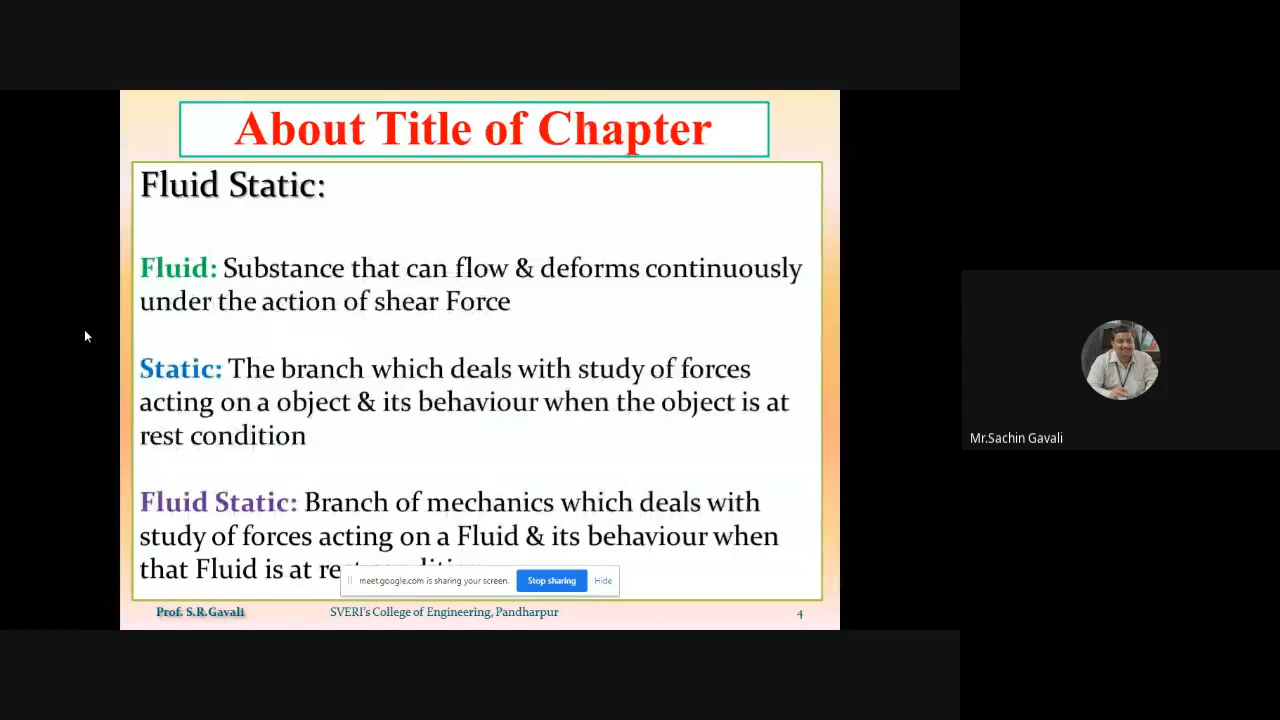 About Title of Chapter
Fluid Static:
Fluid: Substance that can flow & deforms continuously
under the action of shear Force
Static: The branch which deals with study of forces
acting on a object & its behaviour when the object is at
rest condition
Fluid Static: Branch of mechanics which deals with
study of forces acting on a Fluid & its behaviour when
that Fluid is at rest condition
meet.google.com is sharing your screen.
Stop sharing
Hide
Prof. S.R.Gavali
SVERI's College of Engineering, Pandharpur
4
Mr.Sachin Gavali